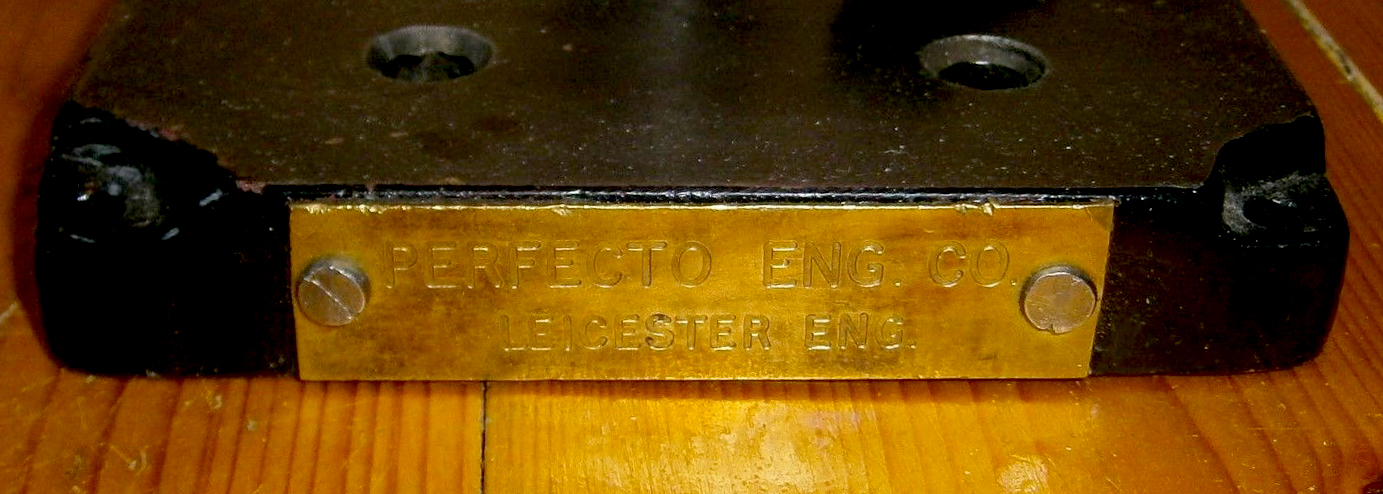 PERFECTO ENG. CO.
LEICESTER ENG.